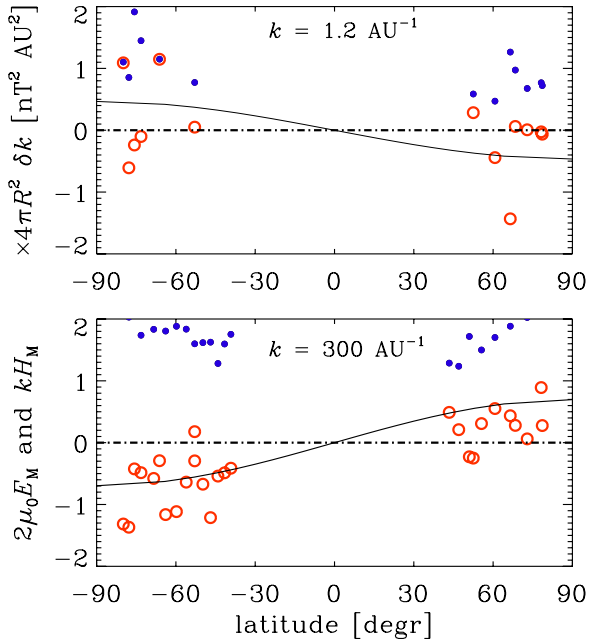 ×4πR² δk [nT² AU²]
2
1
0
−1
−2
k = 1.2 AU⁻¹
−90 −60 −30 0 30 60 90
2μ₀E_M and kH_M
2
1
0
−1
−2
k = 300 AU⁻¹
−90 −60 −30 0 30 60 90
latitude [degr]